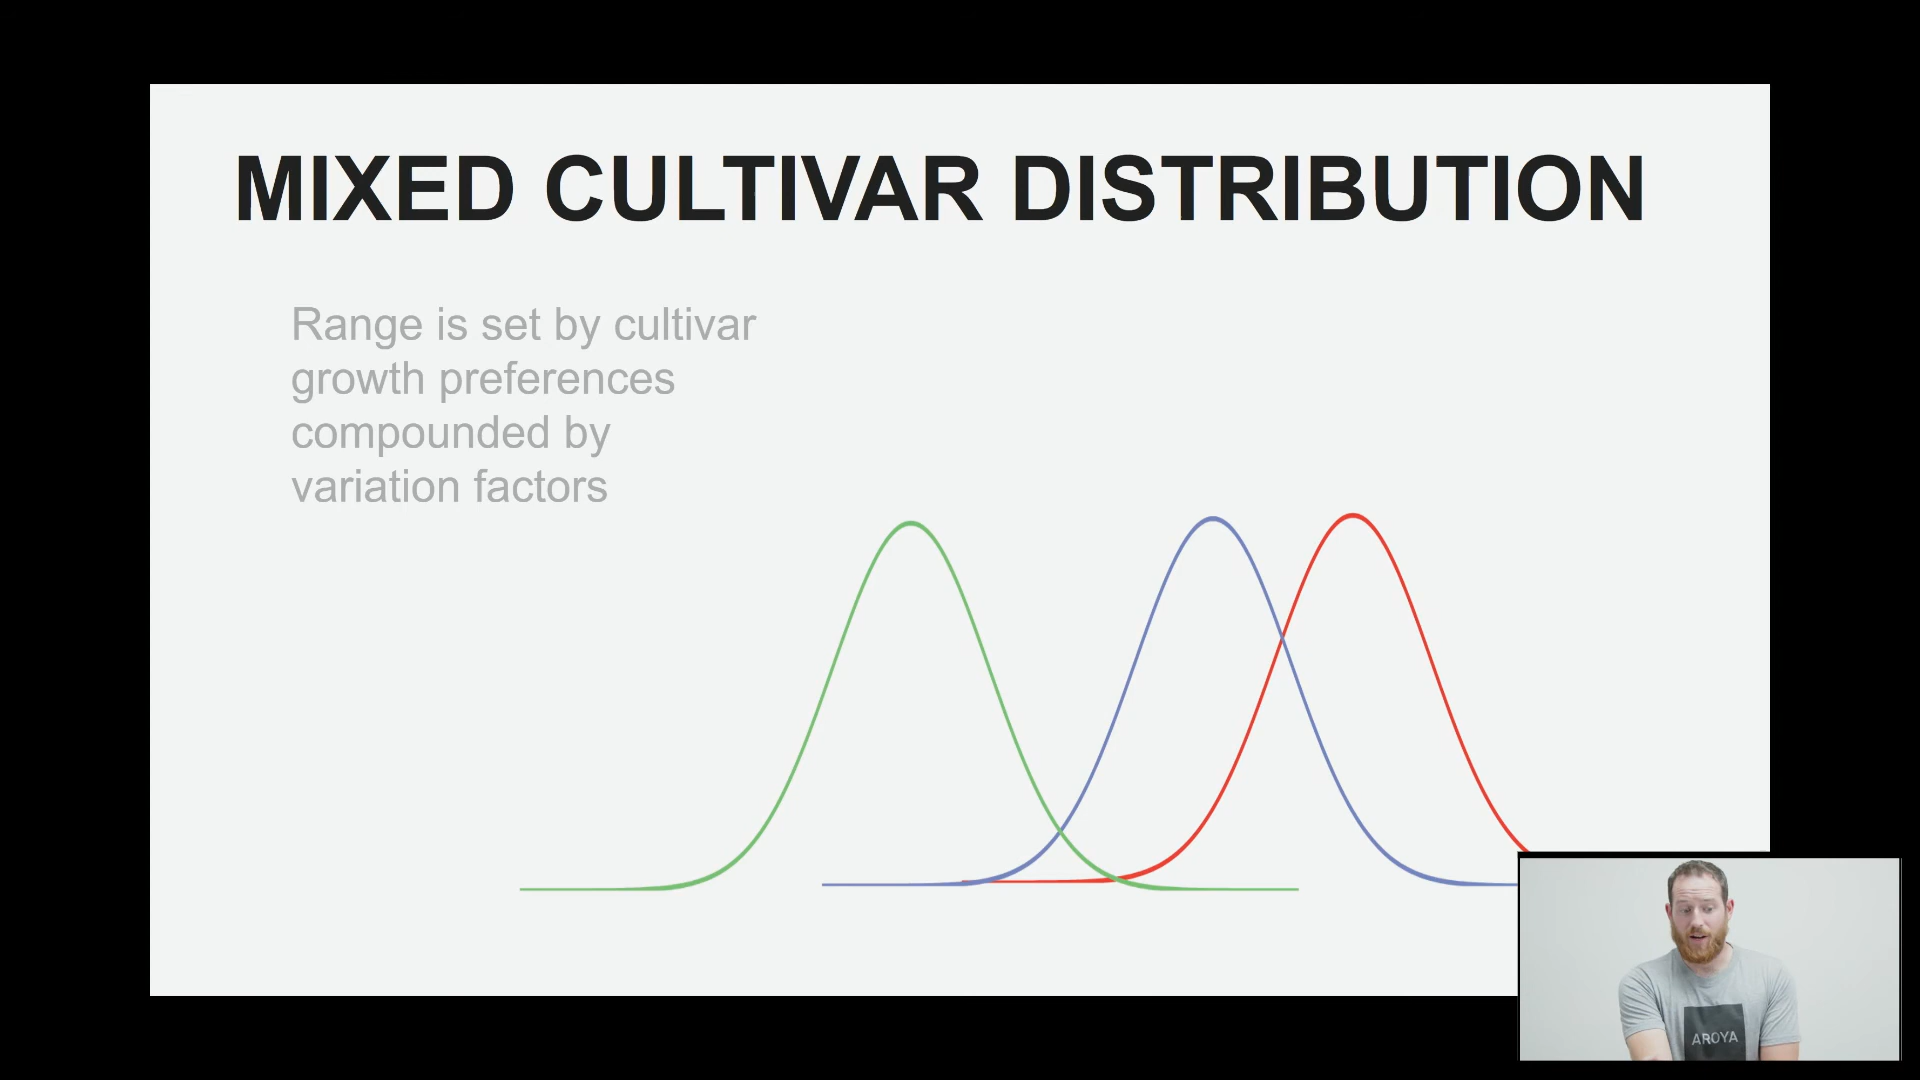 MIXED CULTIVAR DISTRIBUTION
Range is set by cultivar
growth preferences
compounded by
variation factors
AROYA